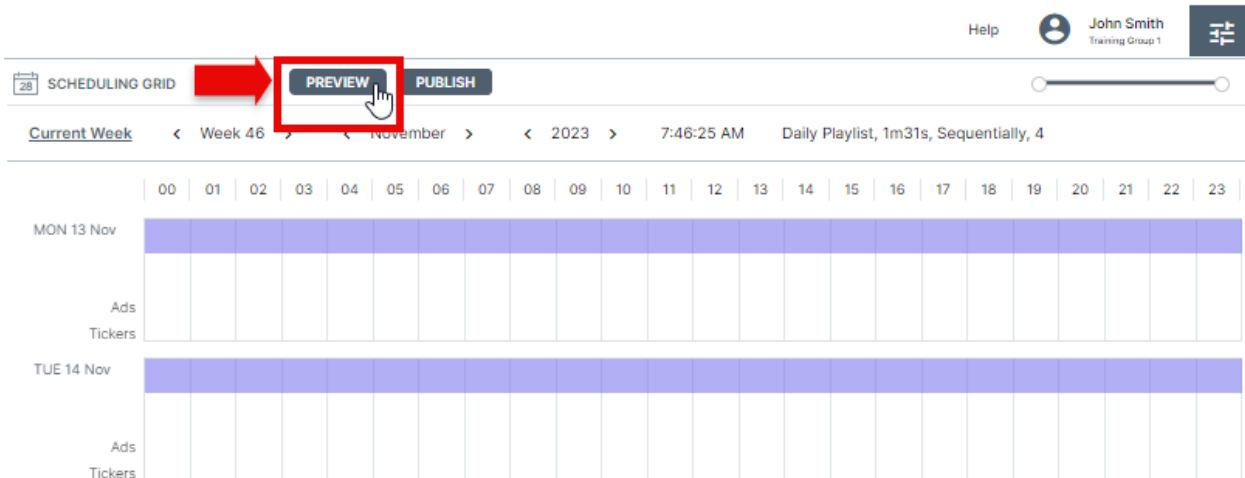 Help
John Smith
Training Group 1
28 SCHEDULING GRID PREVIEW PUBLISH
Current Week < Week 46 > < November > < 2023 > 7:46:25 AM Daily Playlist, 1m31s, Sequentially, 4
00 01 02 03 04 05 06 07 08 09 10 11 12 13 14 15 16 17 18 19 20 21 22 23
MON 13 Nov
Ads
Tickers
TUE 14 Nov
Ads
Tickers